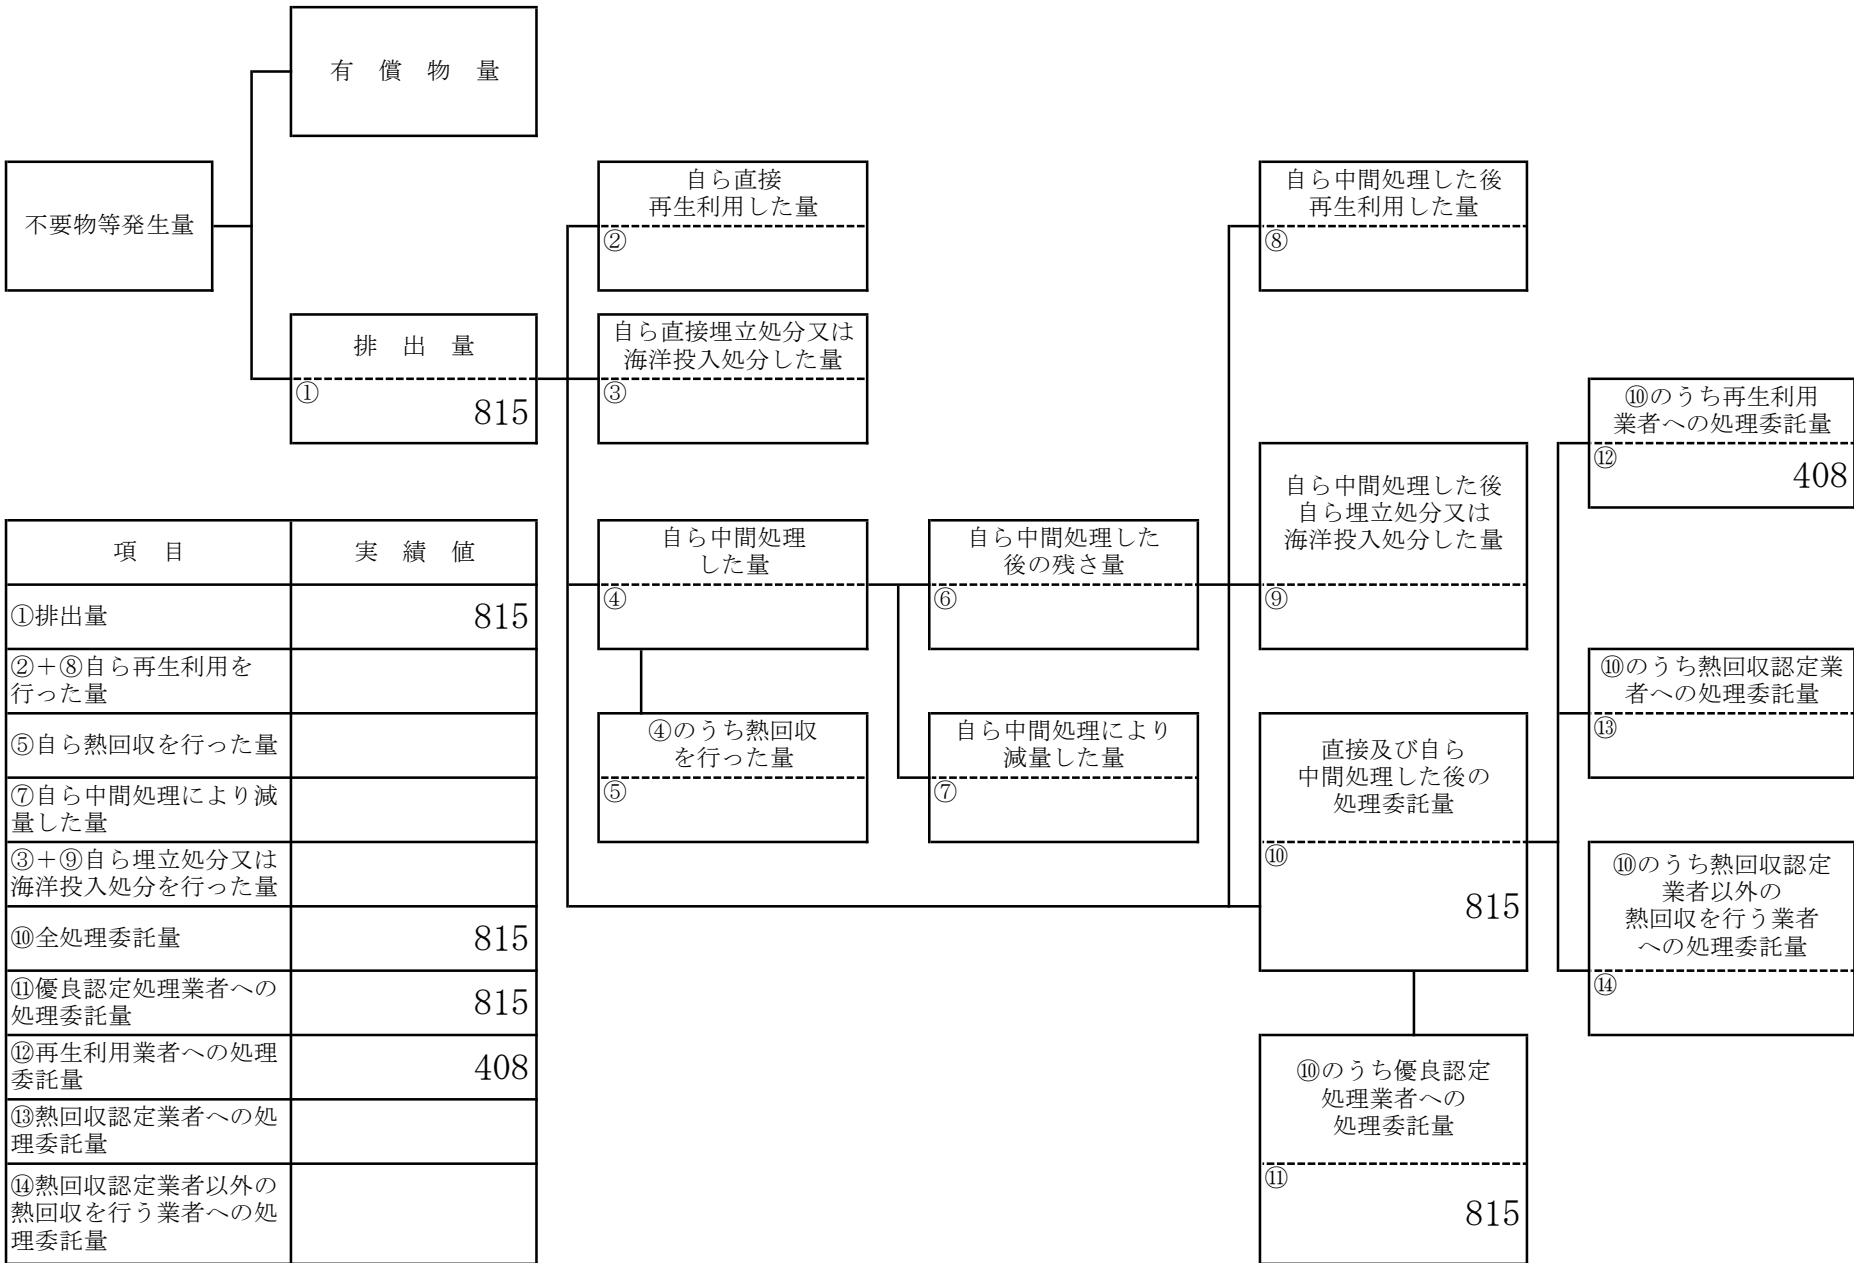 有 償 物 量
不要物等発生量
自ら直接
再生利用した量
②
自ら中間処理した後
再生利用した量
⑧
排 出 量
①
815
自ら直接埋立処分又は
海洋投入処分した量
③
⑩のうち再生利用
業者への処理委託量
⑫
408
自ら中間処理
した量
④
自ら中間処理した
後の残さ量
⑥
自ら中間処理した後
自ら埋立処分又は
海洋投入処分した量
⑨
⑩のうち熱回収認定業
者への処理委託量
⑬
④のうち熱回収
を行った量
⑤
自ら中間処理により
減量した量
⑦
直接及び自ら
中間処理した後の
処理委託量
⑩
815
⑩のうち熱回収認定
業者以外の
熱回収を行う業者
への処理委託量
⑭
⑩のうち優良認定
処理業者への
処理委託量
⑪
815
項 目 実 績 値
①排出量 815
②+⑧自ら再生利用を
行った量
⑤自ら熱回収を行った量
⑦自ら中間処理により減
量した量
③+⑨自ら埋立処分又は
海洋投入処分を行った量
⑩全処理委託量 815
⑪優良認定処理業者への
処理委託量 815
⑫再生利用業者への処理
委託量 408
⑬熱回収認定業者への処
理委託量
⑭熱回収認定業者以外の
熱回収を行う業者への処
理委託量